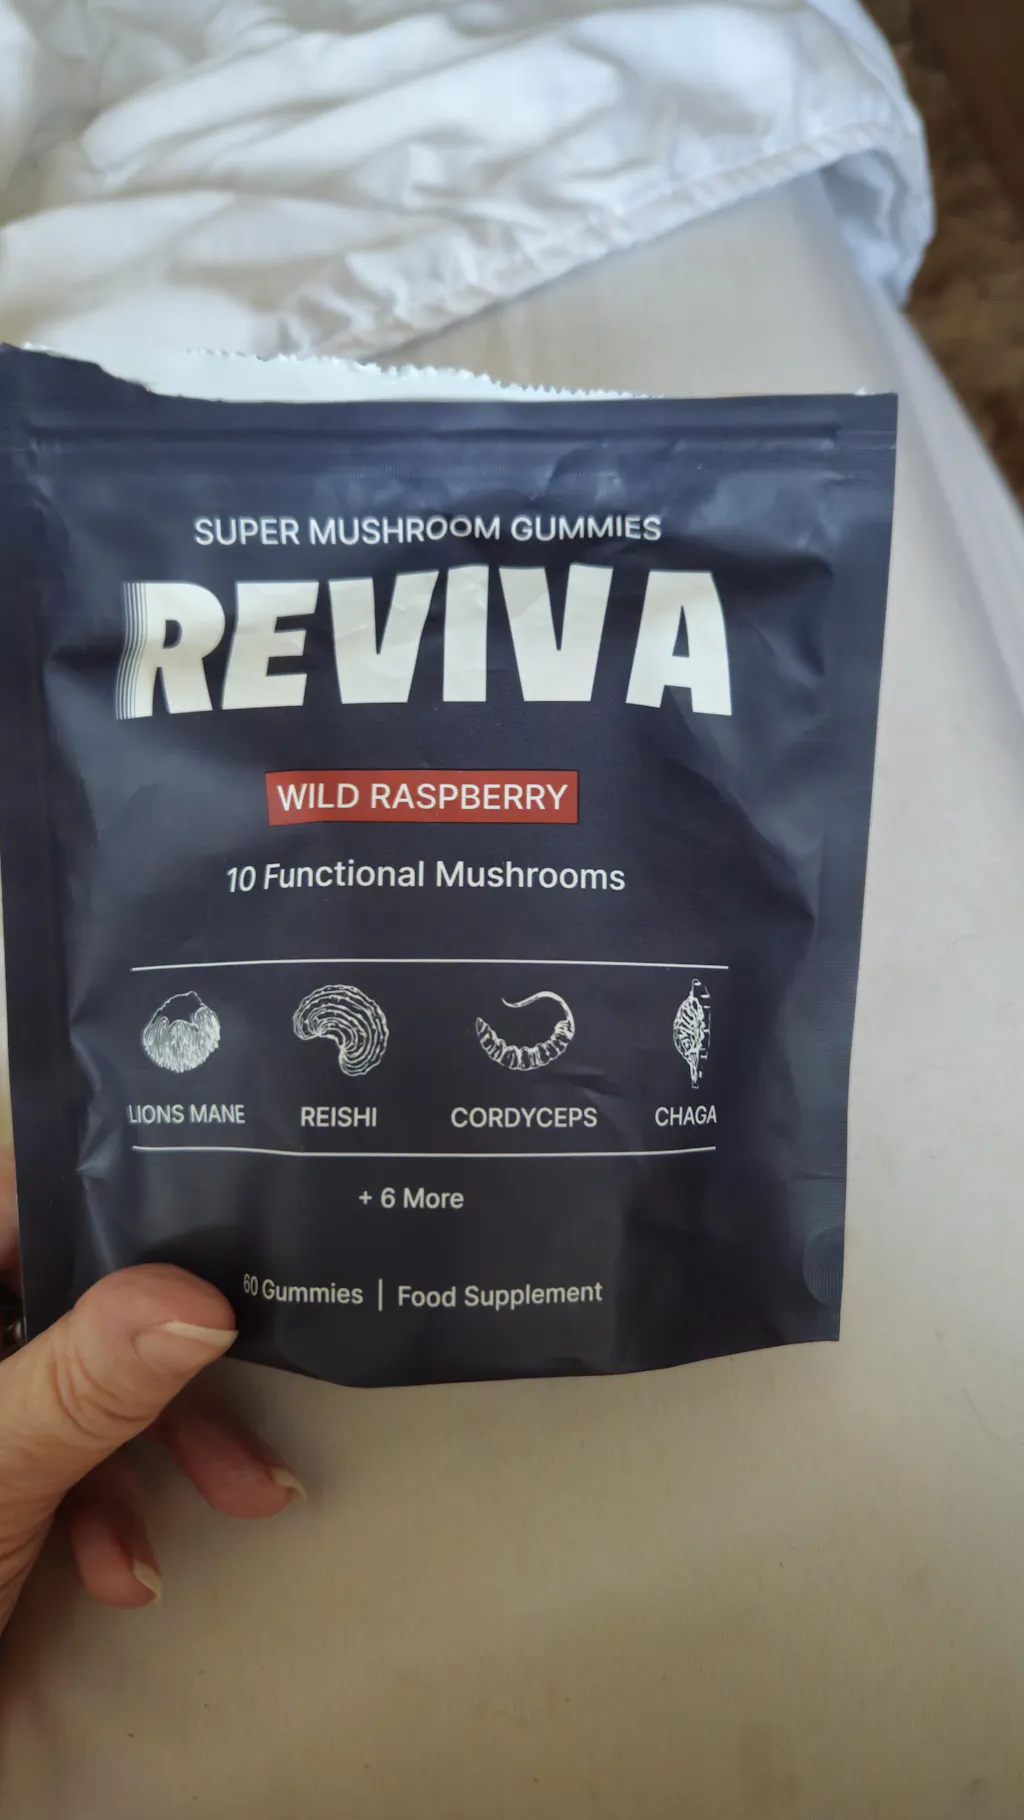 SUPER MUSHROOM GUMMIES
REVIVA
WILD RASPBERRY
10 Functional Mushrooms
LIONS MANE REISHI CORDYCEPS CHAGA
+ 6 More
60 Gummies | Food Supplement